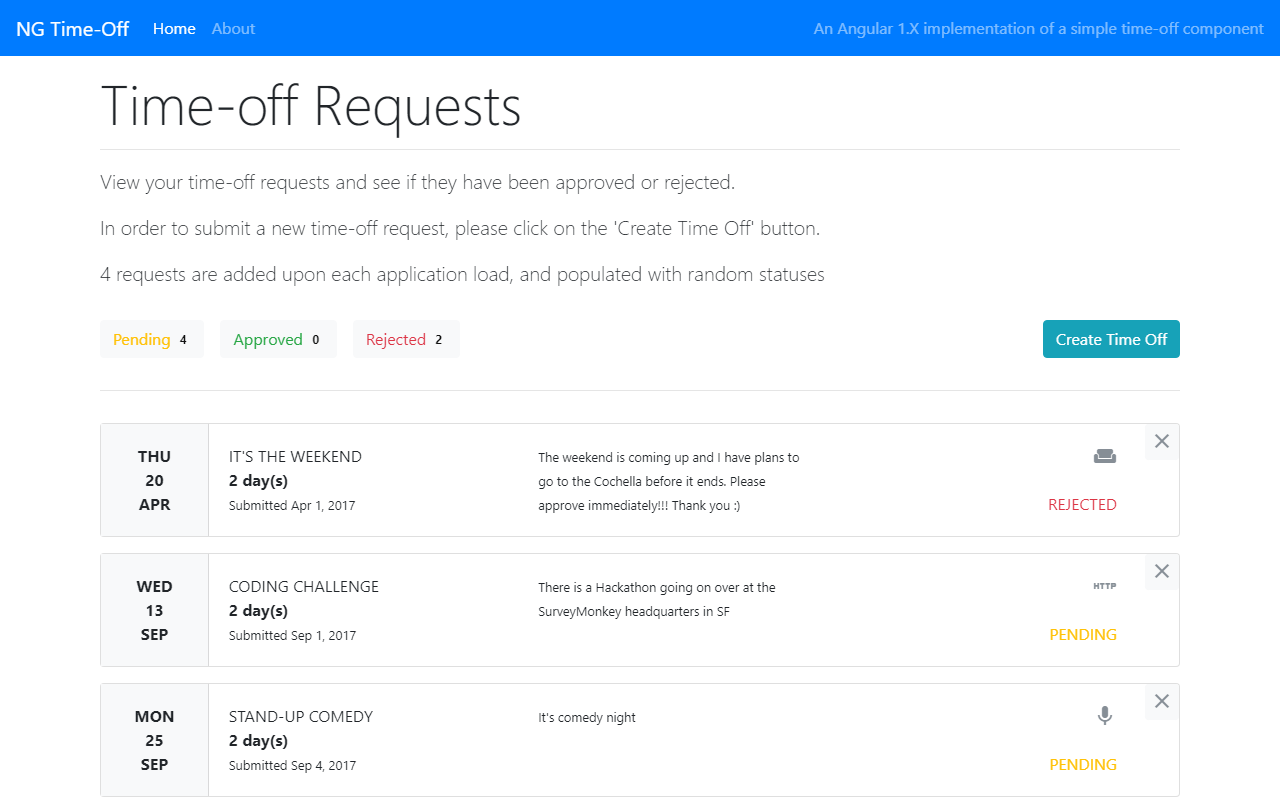 NG Time-Off Home About An Angular 1.X implementation of a simple time-off component
Time-off Requests
View your time-off requests and see if they have been approved or rejected.
In order to submit a new time-off request, please click on the 'Create Time Off' button.
4 requests are added upon each application load, and populated with random statuses
Pending 4 Approved 0 Rejected 2 Create Time Off
THU
20
APR
IT'S THE WEEKEND
2 day(s)
Submitted Apr 1, 2017
The weekend is coming up and I have plans to
go to the Cochella before it ends. Please
approve immediately!!! Thank you :)
REJECTED
WED
13
SEP
CODING CHALLENGE
2 day(s)
Submitted Sep 1, 2017
There is a Hackathon going on over at the
SurveyMonkey headquarters in SF
HTTP
PENDING
MON
25
SEP
STAND-UP COMEDY
2 day(s)
Submitted Sep 4, 2017
It's comedy night
PENDING